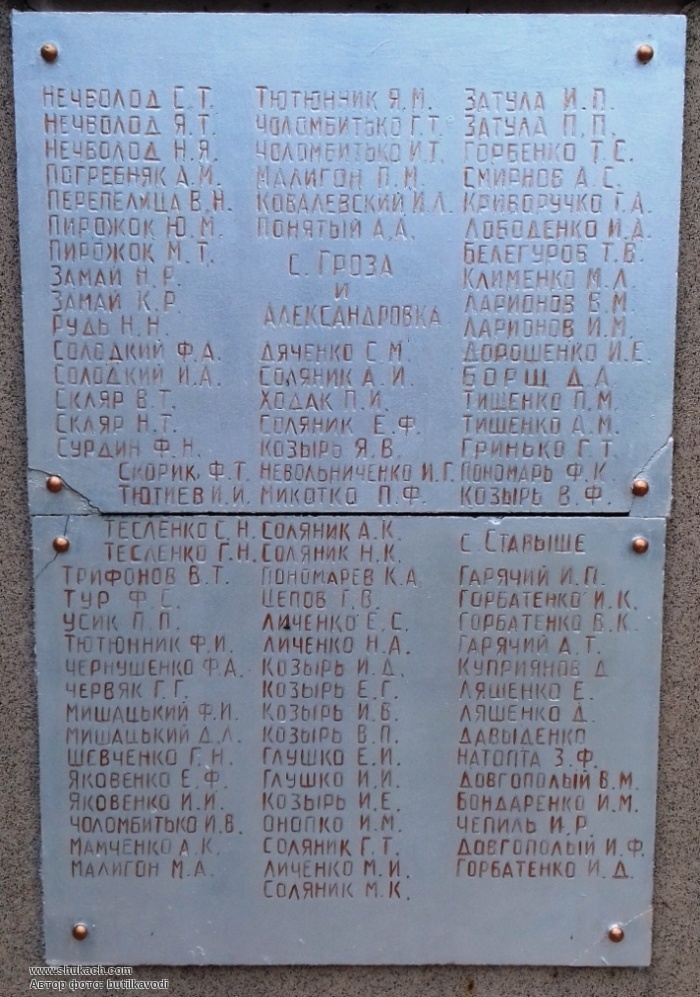 НЕЧВОЛОД С.Т.
НЕЧВОЛОД Я.Т.
НЕЧВОЛОД Н.Я.
ПОГРЕБНЯК А.М.
ПЕРЕПЕЛИЦА В.Н.
ПИРОЖОК Ю.М.
ПИРОЖОК М.Т.
ЗАМАЙ Н.Р.
ЗАМАЙ К.Р.
РУДЬ Н.Н.
СОЛОДКИЙ Ф.А.
СОЛОДКИЙ И.А.
СКЛЯР В.Т.
СКЛЯР Н.Т.
СУРДИН Ф.Н.
СКОРИК, Ф.Т.
ТЮТИЕВ И.И.
ТЕСЛЕНКО С.Н.
ТЕСЛЕНКО Г.Н.
ТРИФОНОВ В.Т.
ТУР Ф.С.
УСИК П.П.
ТЮТЮННИК Ф.И.
ЧЕРНУШЕНКО Ф.А.
ЧЕРВЯК Г.Г.
МИШАЦЬКИЙ Ф.И.
МИШАЦЬКИЙ Д.Л.
ШЕВЧЕНКО Г.Н.
ЯКОВЕНКО Е.Ф.
ЯКОВЕНКО И.И.
ЧОЛОМБИТЬКО И.В.
МАМЧЕНКО А.К.
МАЛИГОН М.А.
ТЮТЮНЧИК Я.М.
ЧОЛОМБИТЬКО Г.Т.
ЧОЛОМБИТЬКО И.Т.
МАЛИГОН П.М.
КОВАЛЕВСКИЙ И.Л.
ПОНЯТЫЙ А.А.
С. ГРОЗА
И
АЛЕКСАНДРОВКА
ДЯЧЕНКО С.М.
СОЛЯНИК А.И.
ХОДАК П.И.
СОЛЯНИК Е.Ф.
КОЗЫРЬ Я.В.
НЕВОЛЬНИЧЕНКО И.Г.
МИКОТКО П.Ф.
СОЛЯНИК А.К.
СОЛЯНИК Н.К.
ПОНОМАРЕВ К.А.
ЦЕПОВ Г.В.
ЛИЧЕНКО Е.С.
ЛИЧЕНКО Н.А.
КОЗЫРЬ И.Д.
КОЗЫРЬ Е.Г.
КОЗЫРЬ И.В.
КОЗЫРЬ В.П.
ГЛУШКО Е.И.
ГЛУШКО И.И.
КОЗЫРЬ И.Е.
ОНОПКО И.М.
СОЛЯНИК Г.Т.
ЛИЧЕНКО М.И.
СОЛЯНИК М.К.
ЗАТУЛА И.П.
ЗАТУЛА П.П.
ГОРБЕНКО Т.С.
СМИРНОВ А.С.
КРИВОРУЧКО Г.А.
ЛОБОДЕНКО И.А.
БЕЛЕГУРОВ Т.В.
КЛИМЕНКО М.Л.
ЛАРИОНОВ В.М.
ЛАРИОНОВ И.М.
ДОРОШЕНКО И.Е.
БОРЩ Д.А.
ТИЩЕНКО П.М.
ТИЩЕНКО А.М.
ГРИНЬКО Г.Т.
ПОНОМАРЬ Ф.К.
КОЗЫРЬ В.Ф.
С. СТАВЫЩЕ
ГАРЯЧИЙ И.П.
ГОРБАТЕНКО И.К.
ГОРБАТЕНКО В.К.
ГАРЯЧИЙ А.Т.
КУПРИЯНОВ Д
ЛЯШЕНКО Е.
ЛЯШЕНКО Д.
ДАВЫДЕНКО
НАТОПТА З.Ф.
ДОВГОПОЛЫЙ В.М.
БОНДАРЕНКО И.М.
ЧЕПИЛЬ И.Р.
ДОВГОПОЛЫЙ И.Ф.
ГОРБАТЕНКО И.Д.
www.shukach.com
Автор фото: butilkavodi